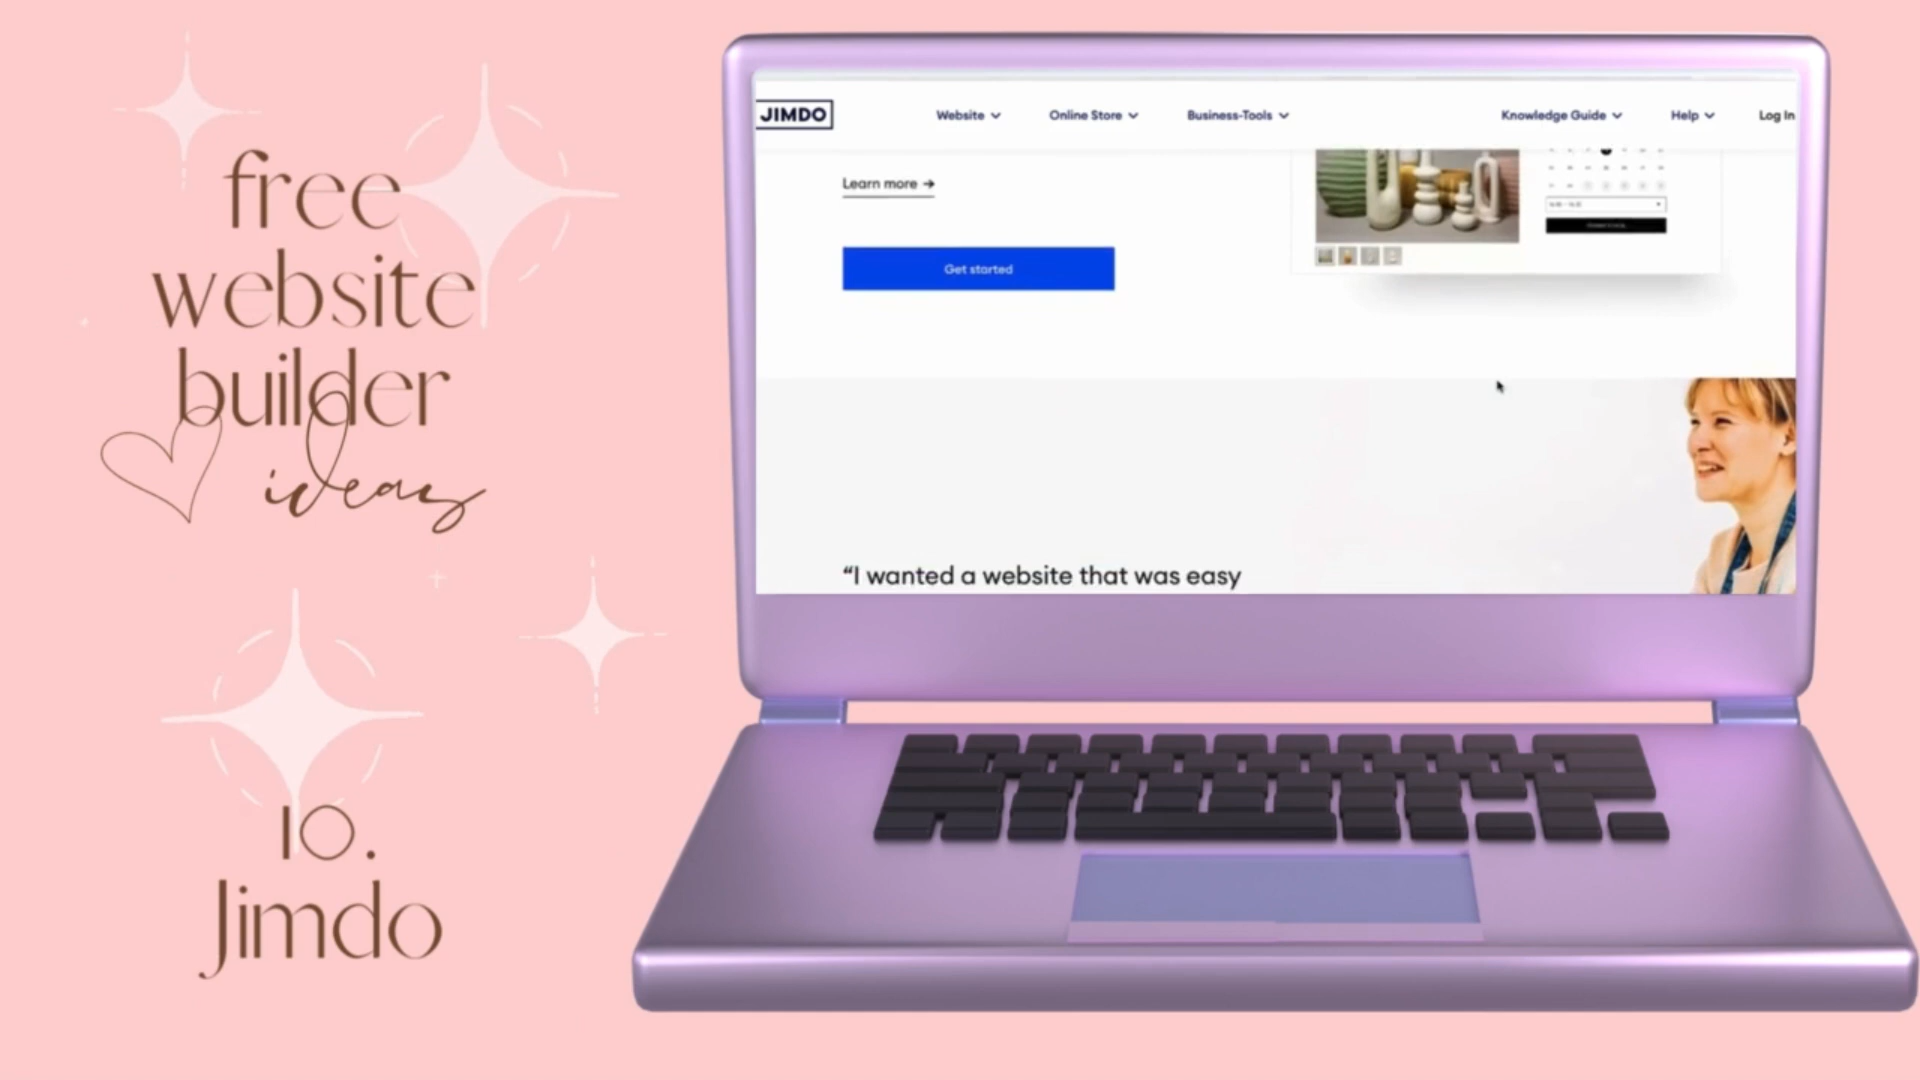 free
website
builder
ideas
10.
Jimdo
JIMDO
Website
Online Store
Business-Tools
Knowledge Guide
Help
Log In
Learn more →
Get started
“I wanted a website that was easy